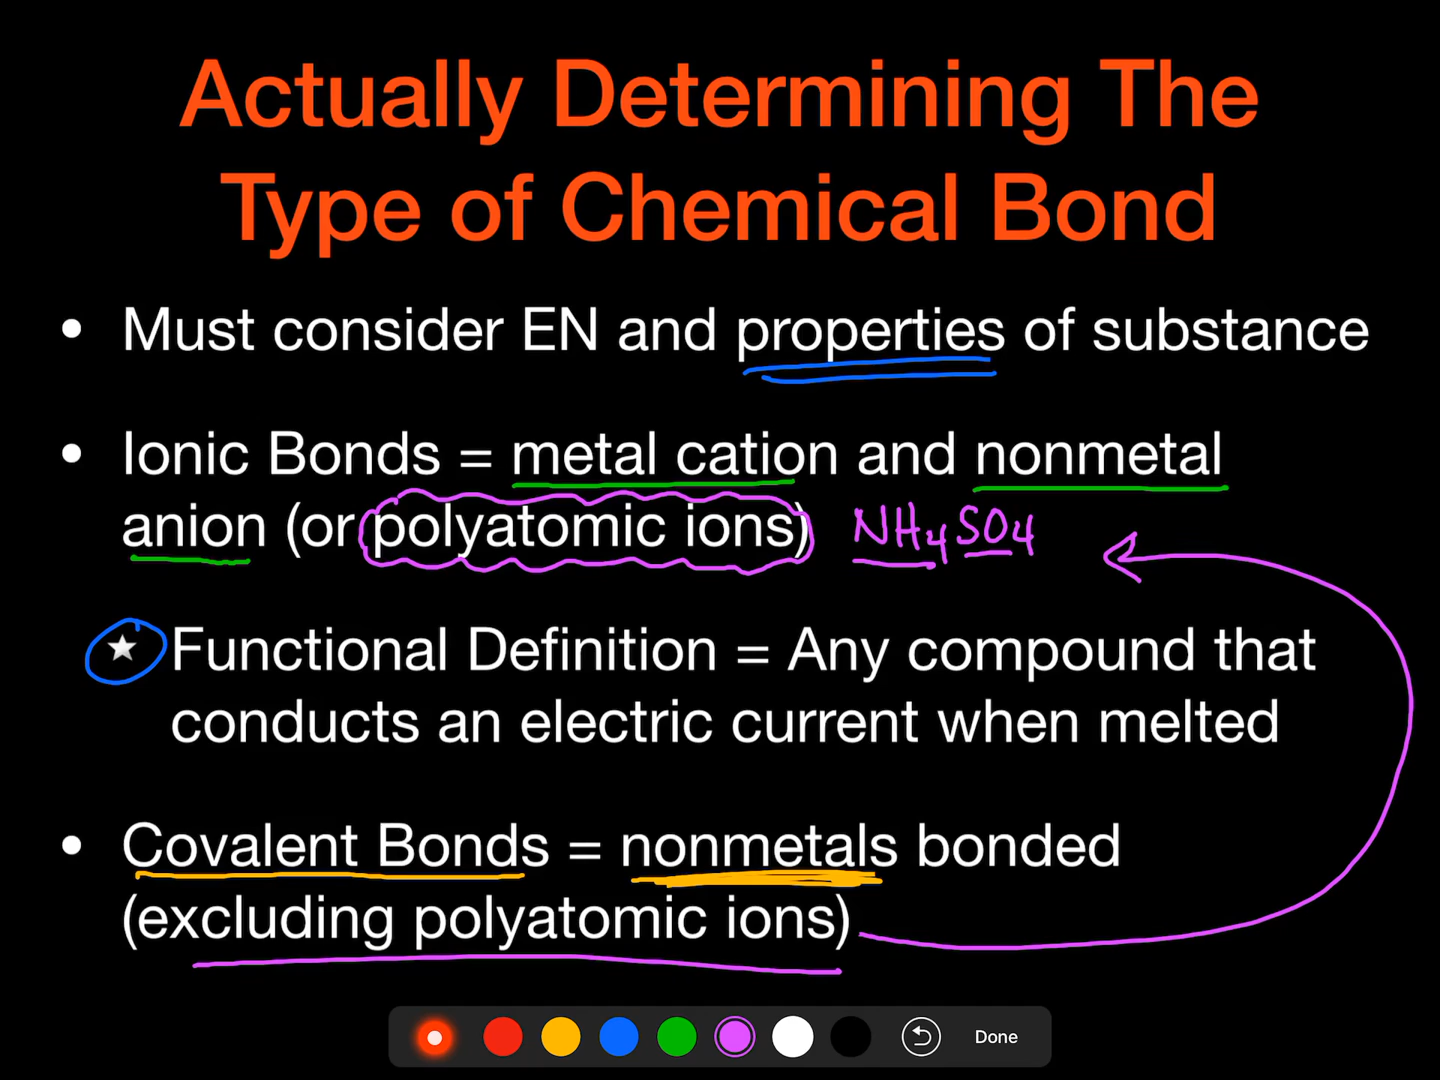 Actually Determining The
Type of Chemical Bond
• Must consider EN and properties of substance
• Ionic Bonds = metal cation and nonmetal
anion (or polyatomic ions) NH4SO4
★ Functional Definition = Any compound that
conducts an electric current when melted
• Covalent Bonds = nonmetals bonded
(excluding polyatomic ions)
Done